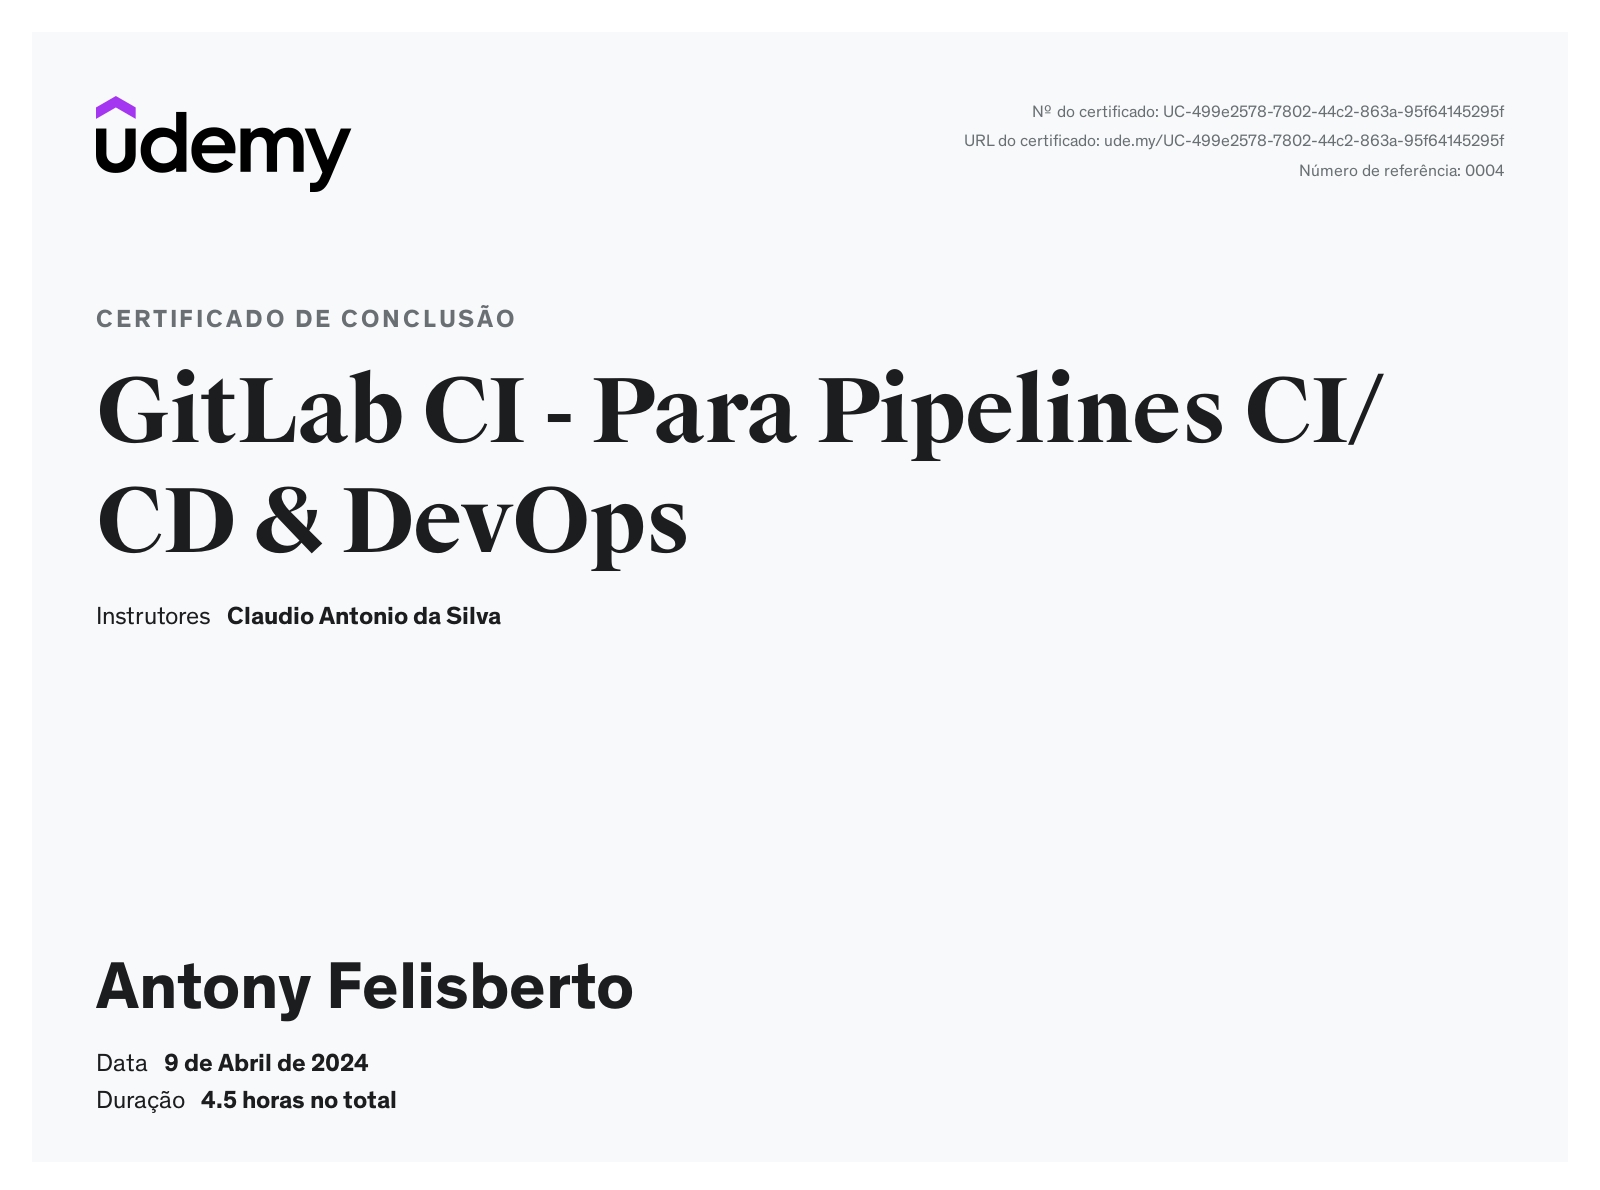 udemy
Nº do certificado: UC-499e2578-7802-44c2-863a-95f64145295f
URL do certificado: ude.my/UC-499e2578-7802-44c2-863a-95f64145295f
Número de referência: 0004
CERTIFICADO DE CONCLUSÃO
GitLab CI - Para Pipelines CI/
CD & DevOps
Instrutores Claudio Antonio da Silva
Antony Felisberto
Data 9 de Abril de 2024
Duração 4.5 horas no total